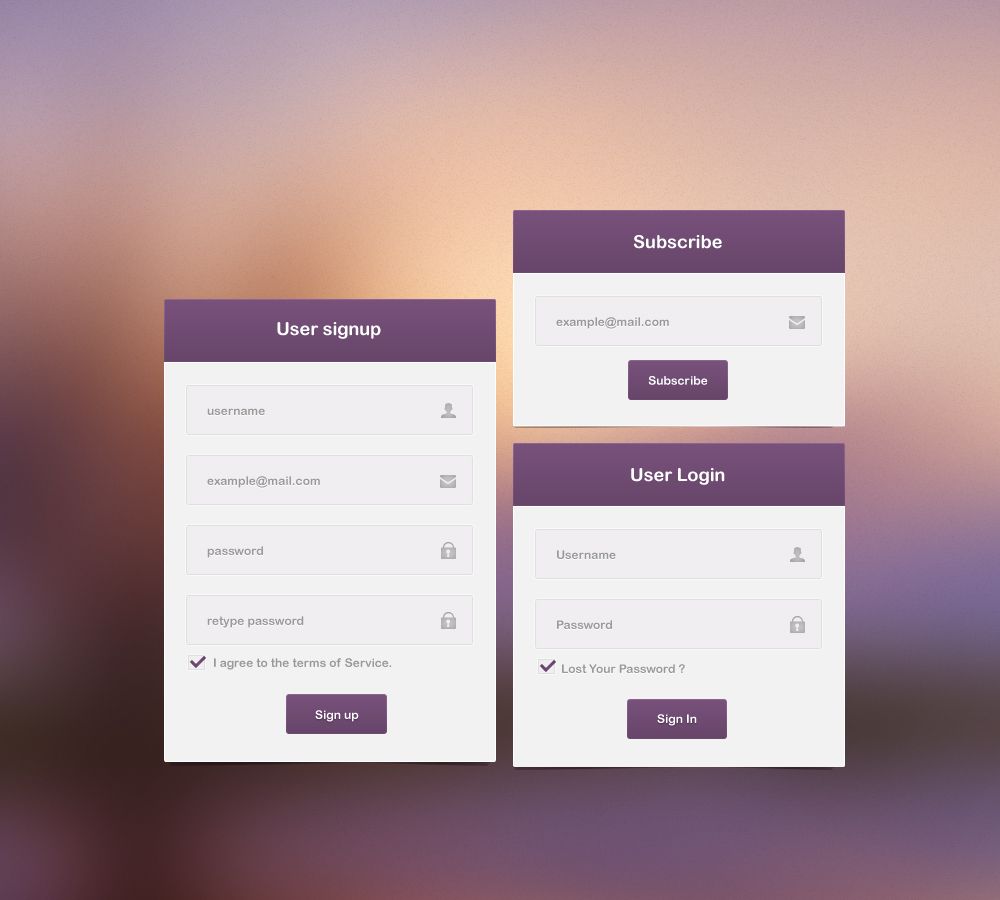 User signup
username
example@mail.com
password
retype password
I agree to the terms of Service.
Sign up
Subscribe
example@mail.com
Subscribe
User Login
Username
Password
Lost Your Password ?
Sign In